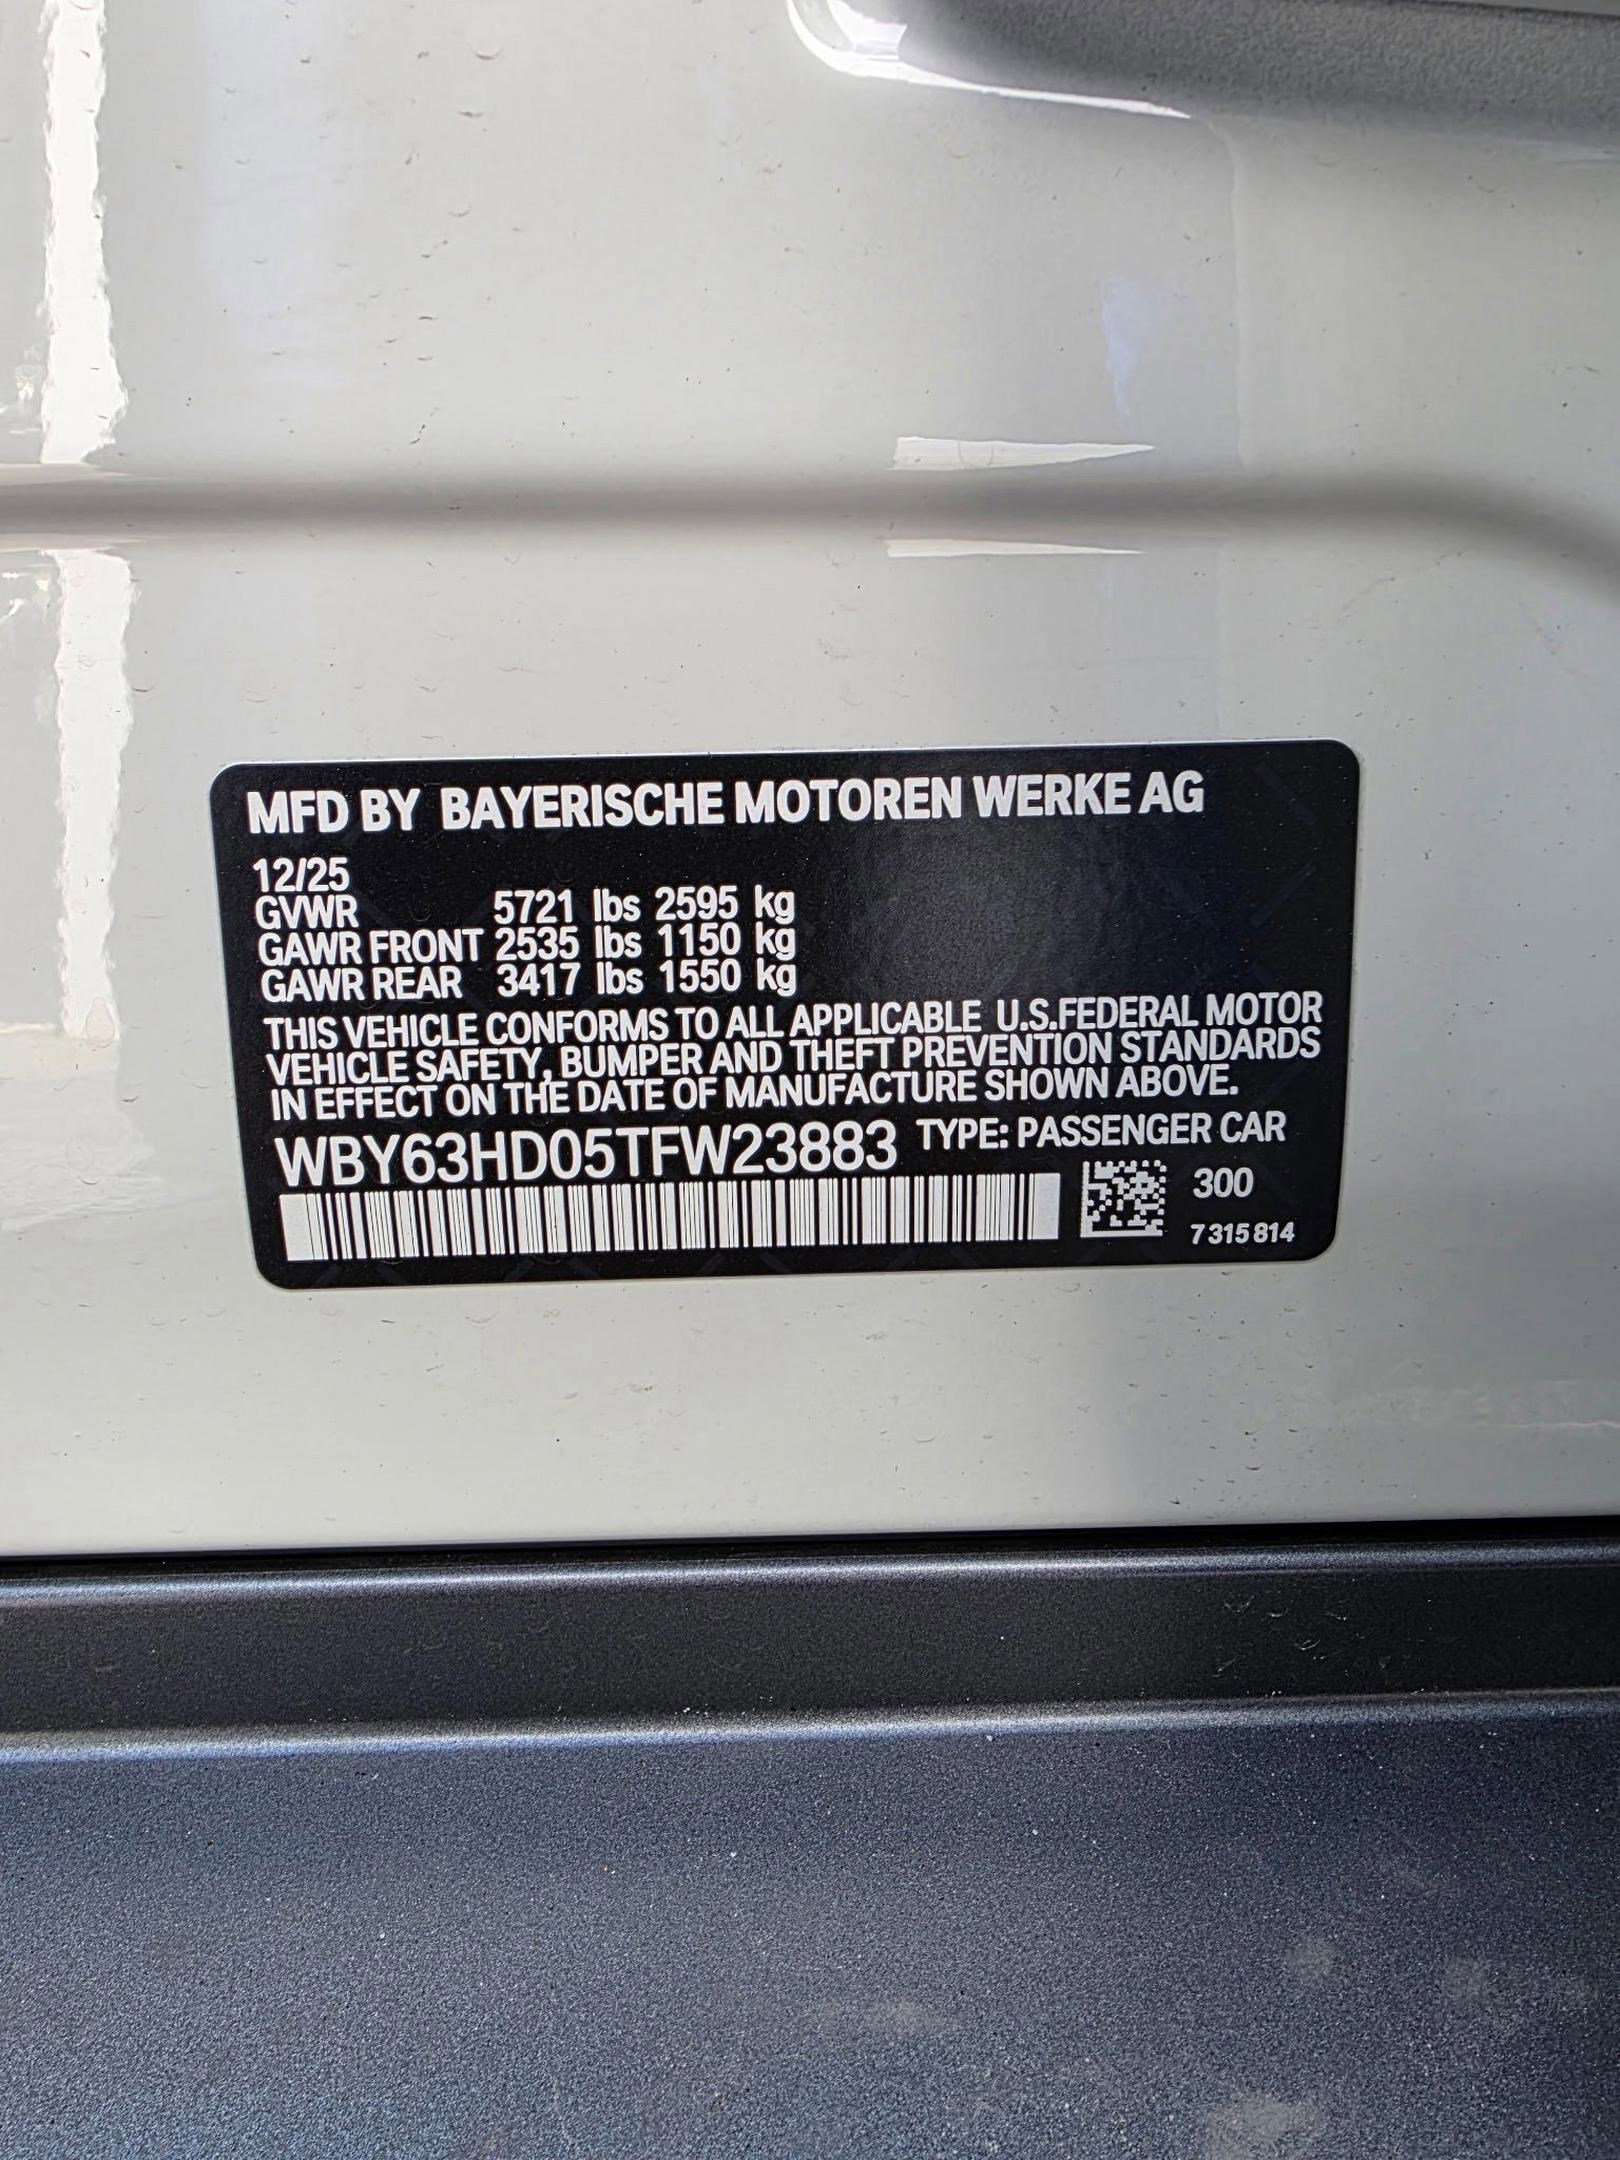 MFD BY BAYERISCHE MOTOREN WERKE AG
12/25
GVWR 5721 lbs 2595 kg
GAWR FRONT 2535 lbs 1150 kg
GAWR REAR 3417 lbs 1550 kg
THIS VEHICLE CONFORMS TO ALL APPLICABLE U.S.FEDERAL MOTOR
VEHICLE SAFETY, BUMPER AND THEFT PREVENTION STANDARDS
IN EFFECT ON THE DATE OF MANUFACTURE SHOWN ABOVE.
WBY63HD05TFW23883 TYPE: PASSENGER CAR
300
7 315 814